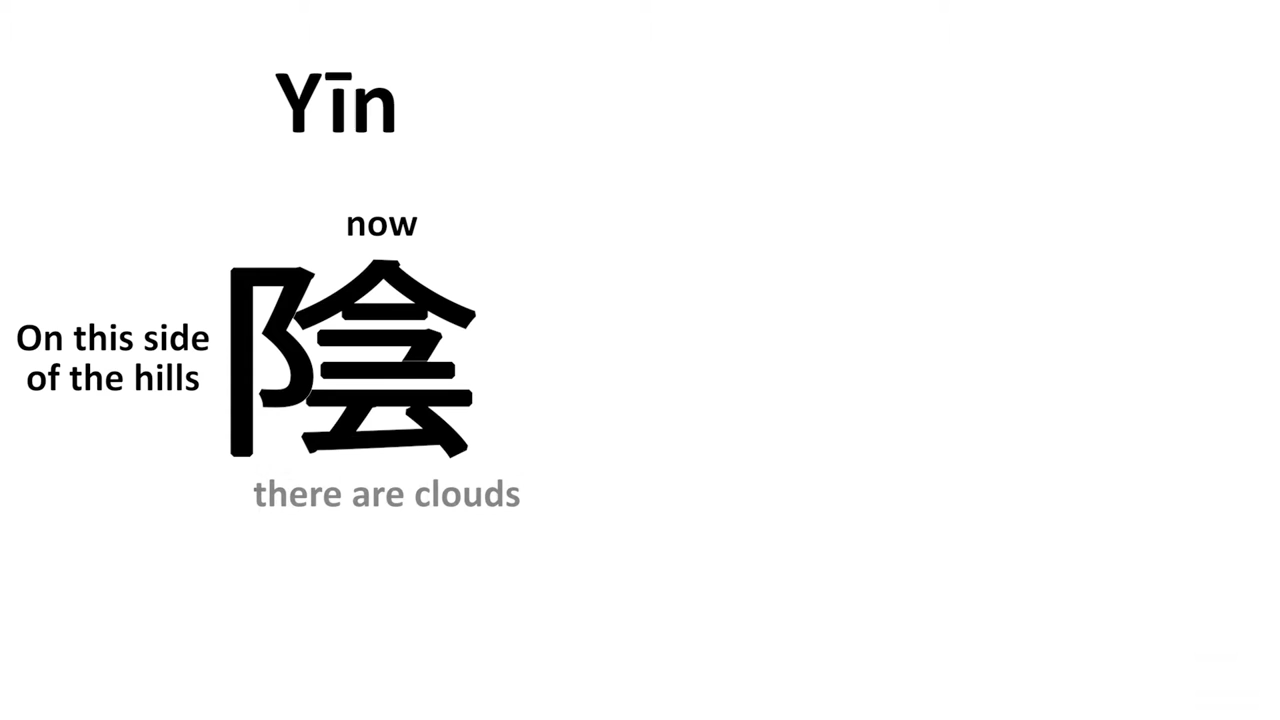 Yīn
now
On this side
of the hills
陰
there are clouds